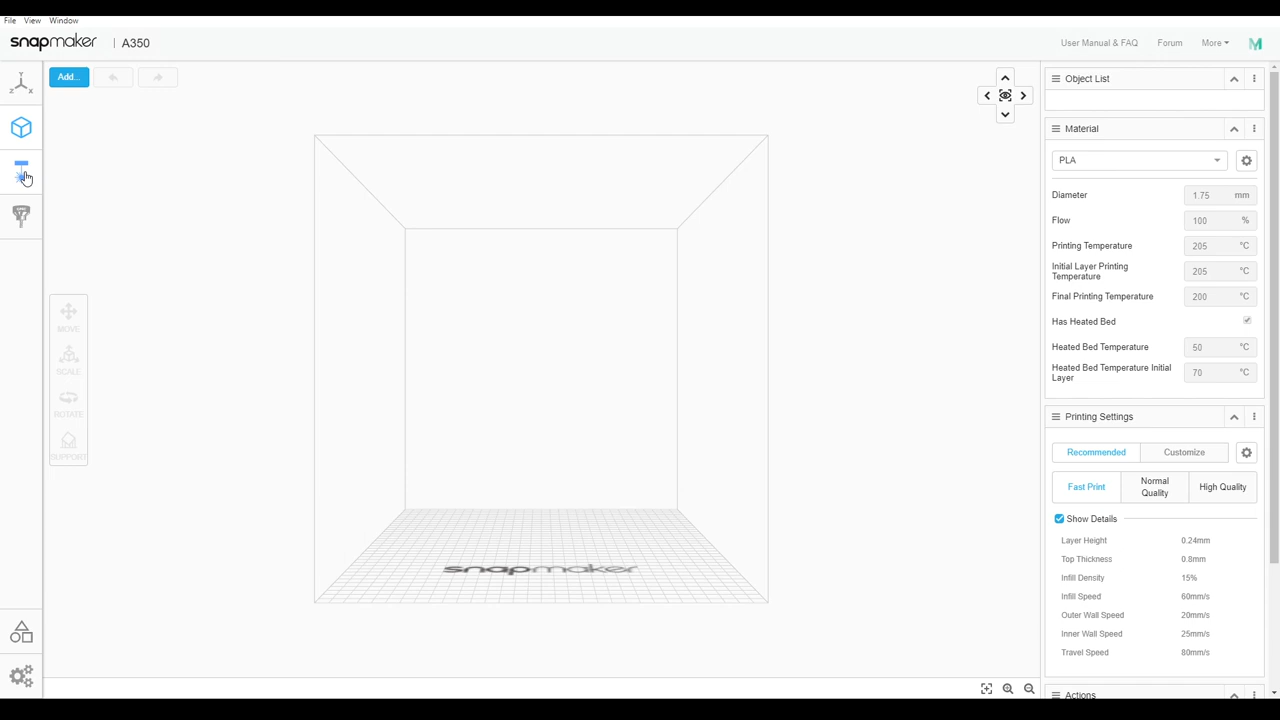 File View Window
snapmaker | A350
User Manual & FAQ Forum More
Y
Z X
Add...
Object List
Material
PLA
Diameter 1.75 mm
Flow 100 %
Printing Temperature 205 °C
Initial Layer Printing
Temperature 205 °C
Final Printing Temperature 200 °C
Has Heated Bed
Heated Bed Temperature 50 °C
Heated Bed Temperature Initial
Layer 70 °C
MOVE
SCALE
ROTATE
SUPPORT
Printing Settings
Recommended Customize
Fast Print Normal Quality High Quality
Show Details
Layer Height 0.24mm
Top Thickness 0.8mm
Infill Density 15%
Infill Speed 60mm/s
Outer Wall Speed 20mm/s
Inner Wall Speed 25mm/s
Travel Speed 80mm/s
snapmaker
Actions